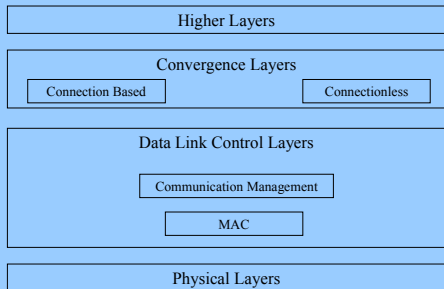 Higher Layers
Convergence Layers
Connection Based
Connectionless
Data Link Control Layers
Communication Management
MAC
Physical Layers